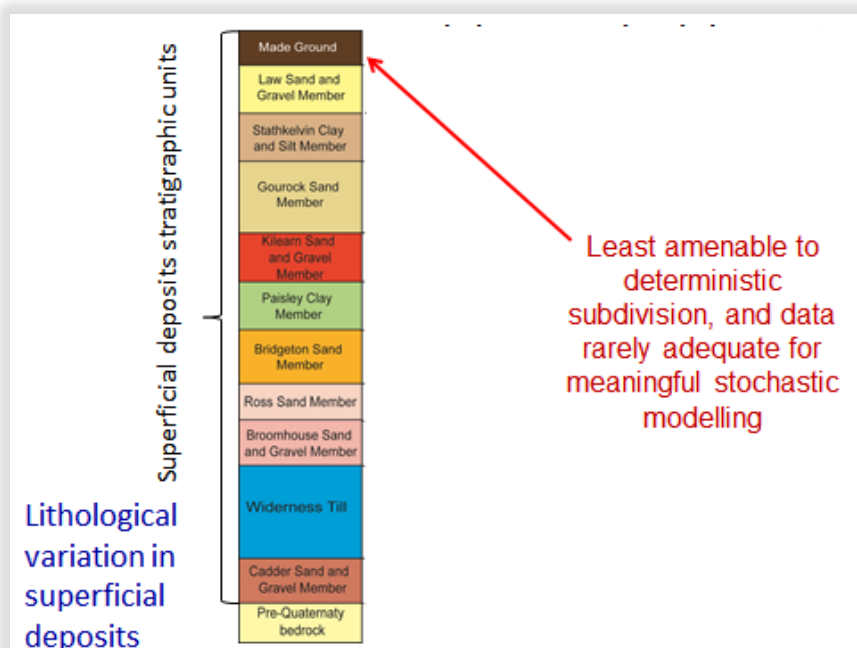 Superficial deposits stratigraphic units
Made Ground
Law Sand and
Gravel Member
Stathkelvin Clay
and Silt Member
Gourock Sand
Member
Kilearn Sand
and Gravel
Member
Paisley Clay
Member
Bridgeton Sand
Member
Ross Sand Member
Broomhouse Sand
and Gravel Member
Widerness Till
Cadder Sand and
Gravel Member
Pre-Quaternaty
bedrock
Least amenable to
deterministic
subdivision, and data
rarely adequate for
meaningful stochastic
modelling
Lithological
variation in
superficial
deposits